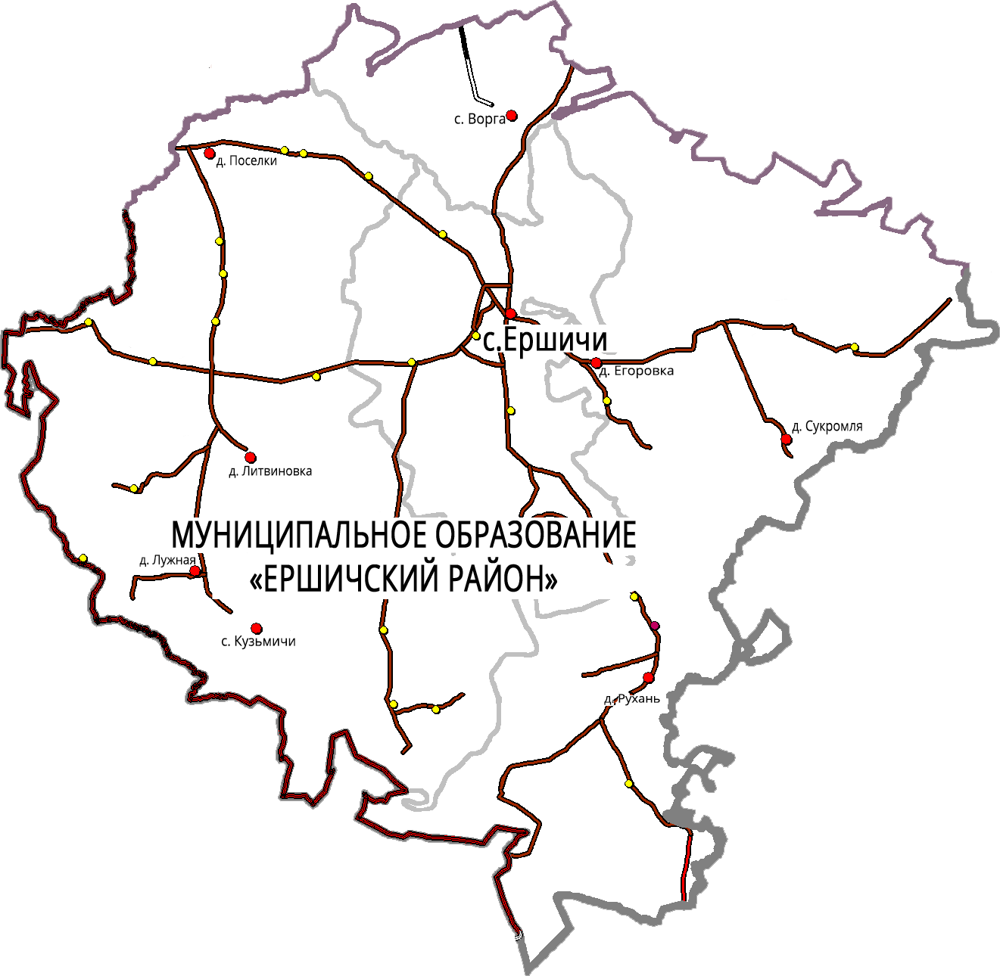 с. Ворга
д. Поселки
с.Ершичи
д. Егоровка
д. Сукромля
д. Литвиновка
МУНИЦИПАЛЬНОЕ ОБРАЗОВАНИЕ
«ЕРШИЧСКИЙ РАЙОН»
д. Лужная
с. Кузьмичи
д. Рухань